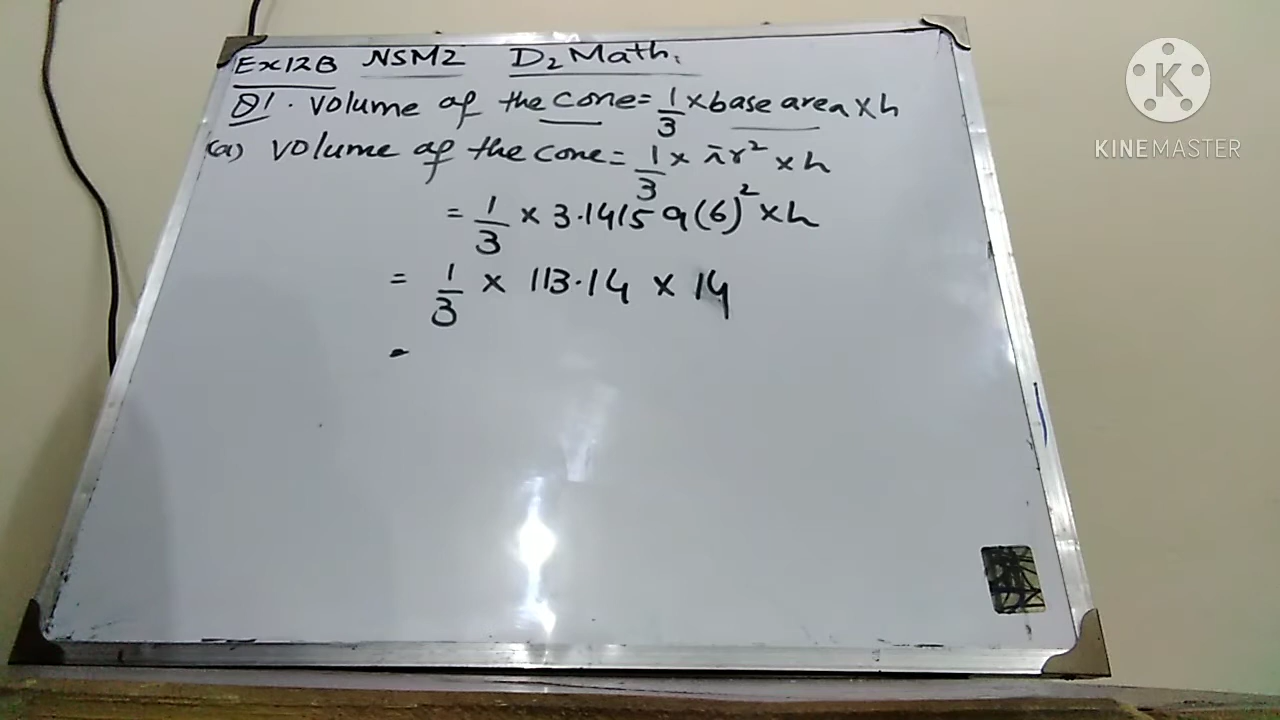 Ex12B NSM2 D2 Math.
Q1. Volume of the cone = 1/3 × base area × h
(a) Volume of the cone = 1/3 × πr² × h
= 1/3 × 3.14159(6)² × h
= 1/3 × 113.14 × 14
=
K
KINEMASTER